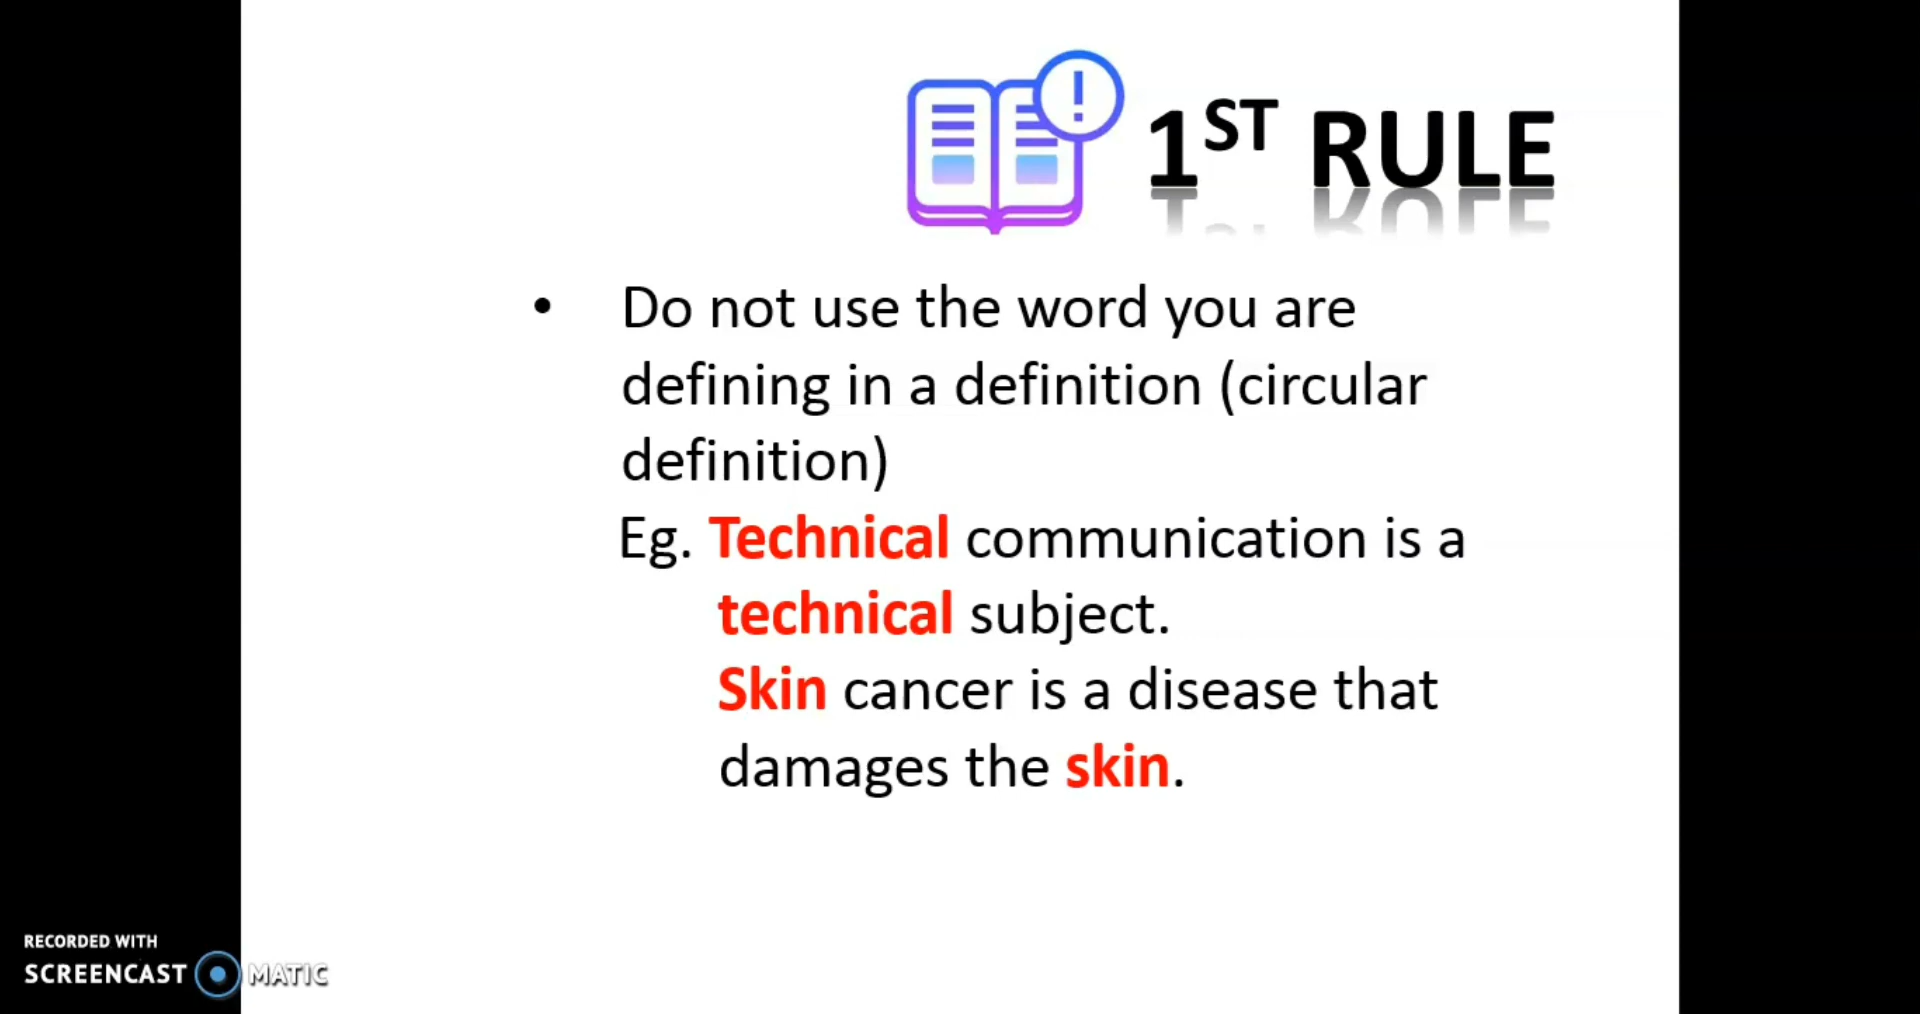 1ST RULE
• Do not use the word you are
defining in a definition (circular
definition)
Eg. Technical communication is a
technical subject.
Skin cancer is a disease that
damages the skin.
RECORDED WITH
SCREENCAST MATIC